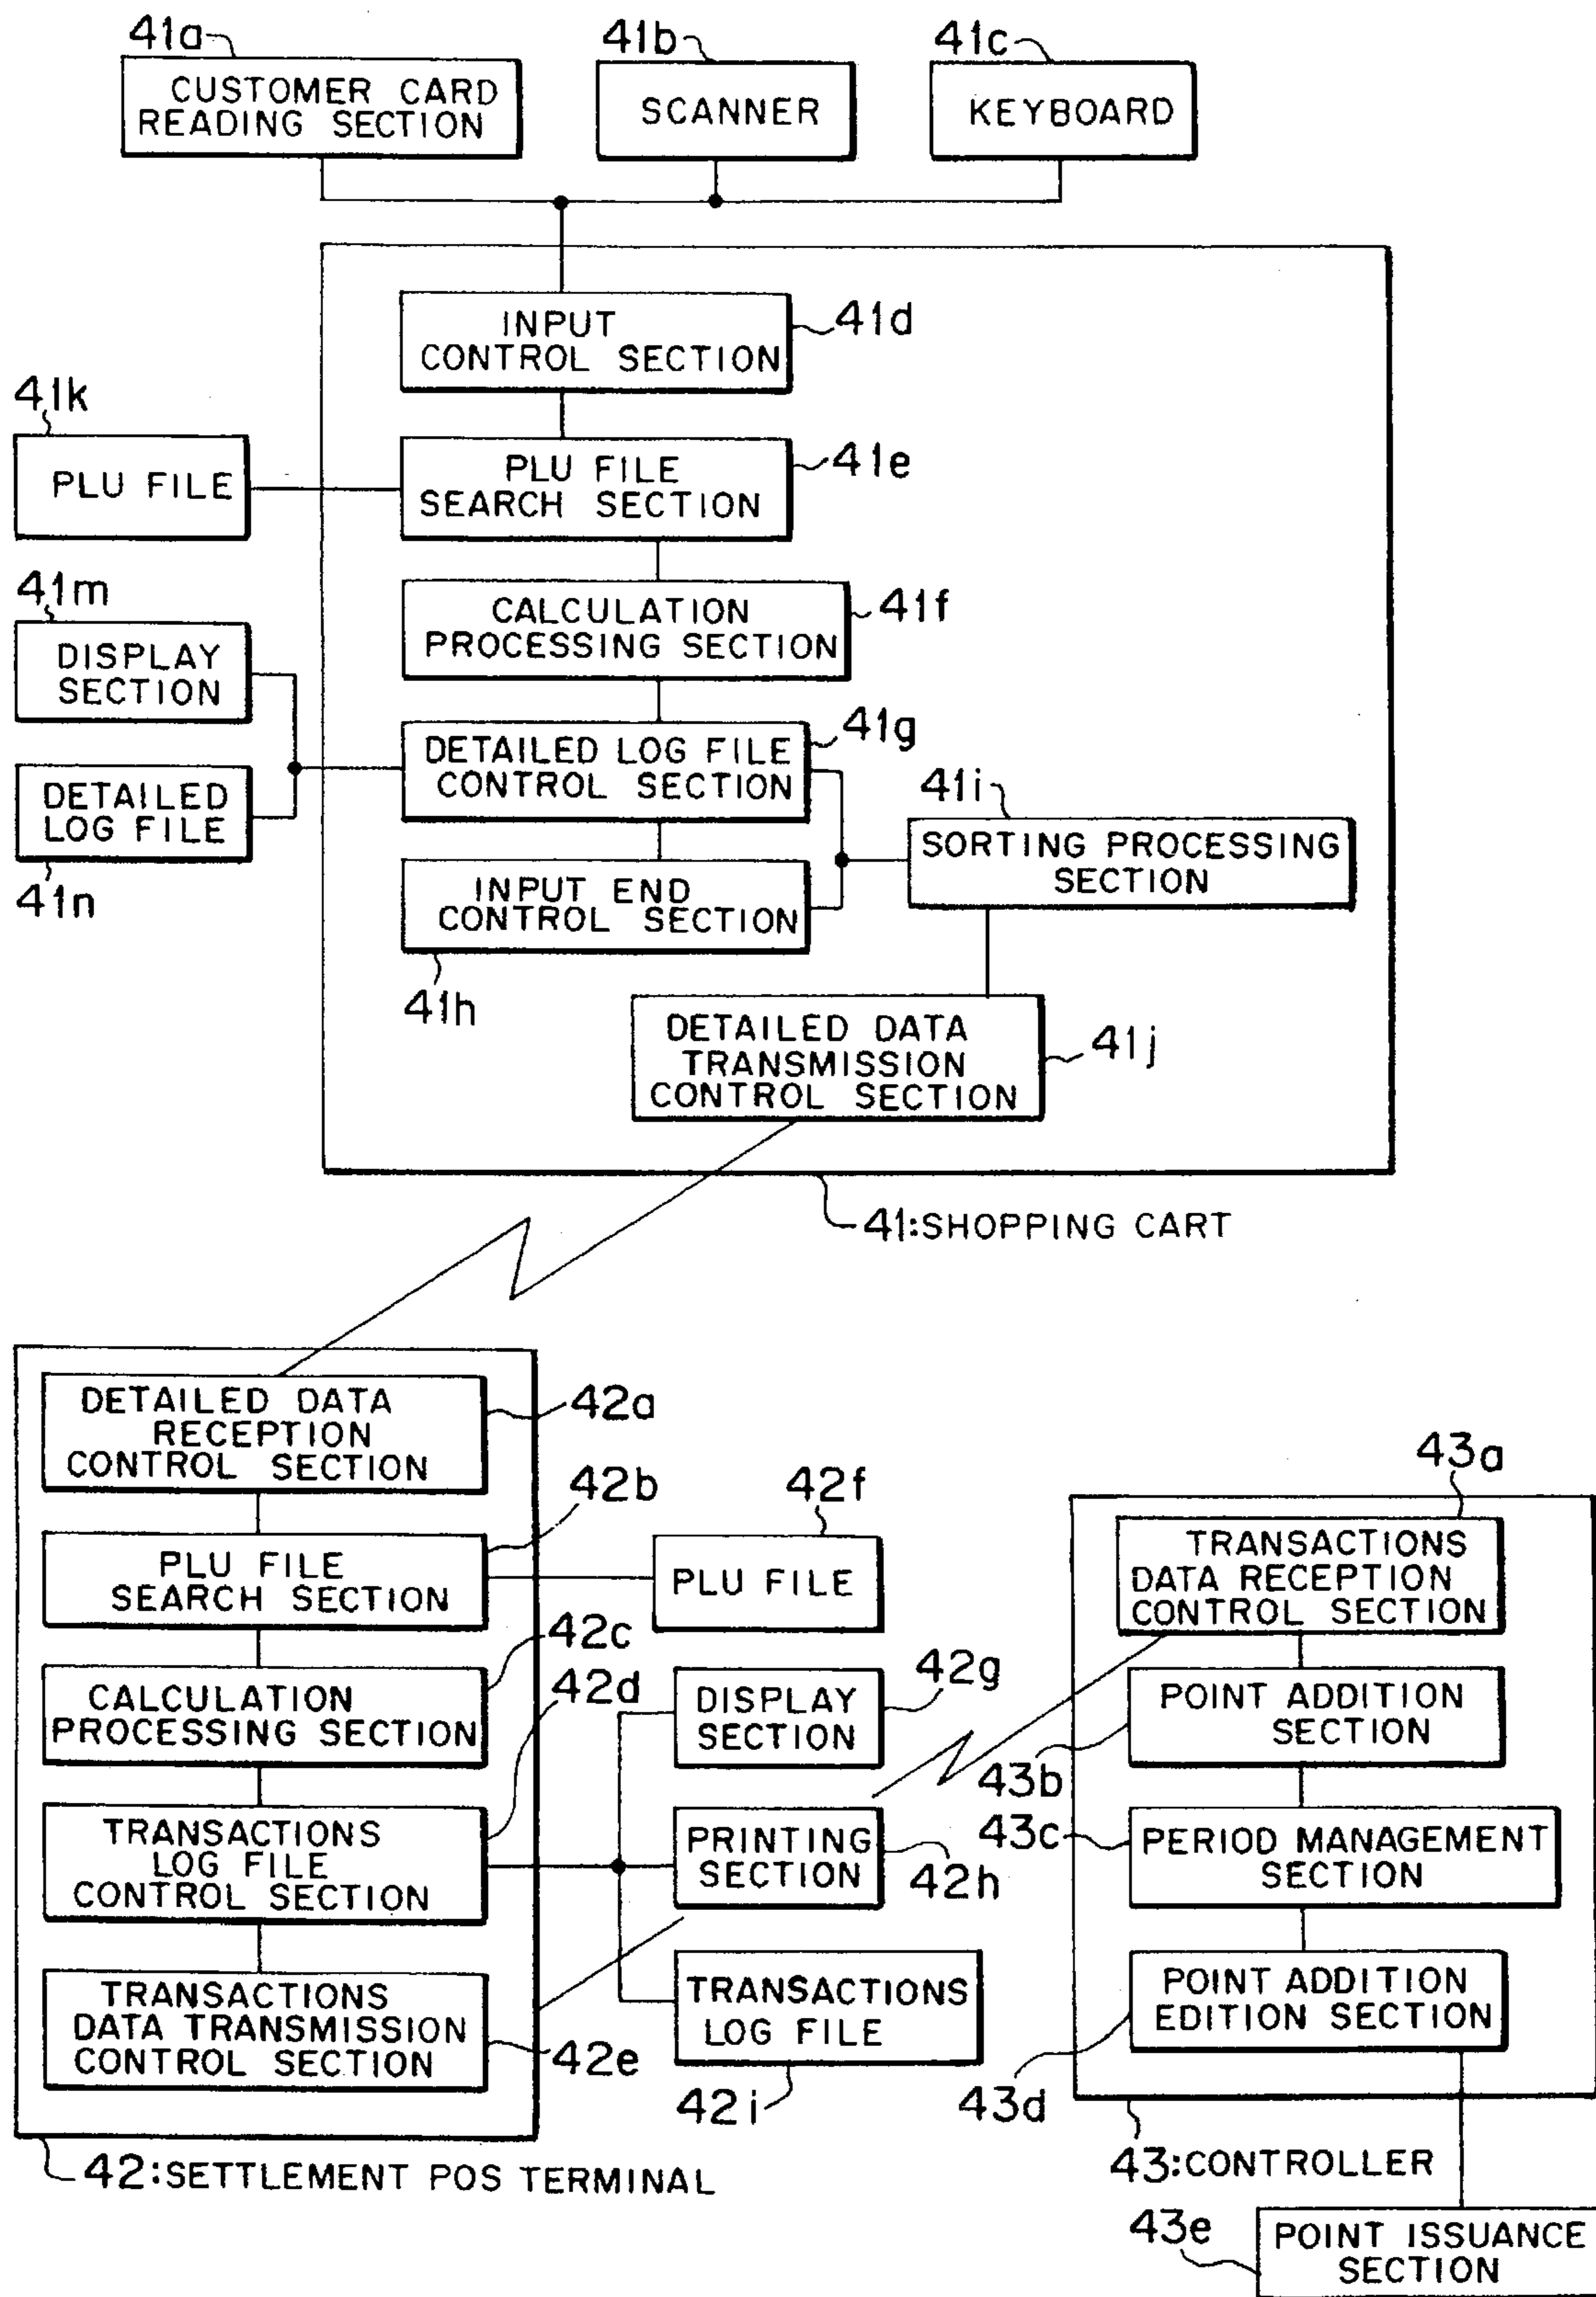 41a
CUSTOMER CARD
READING SECTION
41b
SCANNER
41c
KEYBOARD
INPUT
CONTROL SECTION
41d
41k
PLU FILE
PLU FILE
SEARCH SECTION
41e
41m
DISPLAY
SECTION
CALCULATION
PROCESSING SECTION
41f
DETAILED LOG FILE
CONTROL SECTION
41g
DETAILED
LOG FILE
41n
41i
SORTING PROCESSING
SECTION
INPUT END
CONTROL SECTION
41h
DETAILED DATA
TRANSMISSION
CONTROL SECTION
41j
41:SHOPPING CART
DETAILED DATA
RECEPTION
CONTROL SECTION
42a
42b
PLU FILE
SEARCH SECTION
42f
PLU FILE
42c
CALCULATION
PROCESSING SECTION
42d
DISPLAY
SECTION
42g
TRANSACTIONS
LOG FILE
CONTROL SECTION
PRINTING
SECTION
42h
TRANSACTIONS
DATA TRANSMISSION
CONTROL SECTION
42e
TRANSACTIONS
LOG FILE
42i
42:SETTLEMENT POS TERMINAL
43a
TRANSACTIONS
DATA RECEPTION
CONTROL SECTION
POINT ADDITION
SECTION
43b
43c
PERIOD MANAGEMENT
SECTION
POINT ADDITION
EDITION SECTION
43d
43:CONTROLLER
43e
POINT ISSUANCE
SECTION